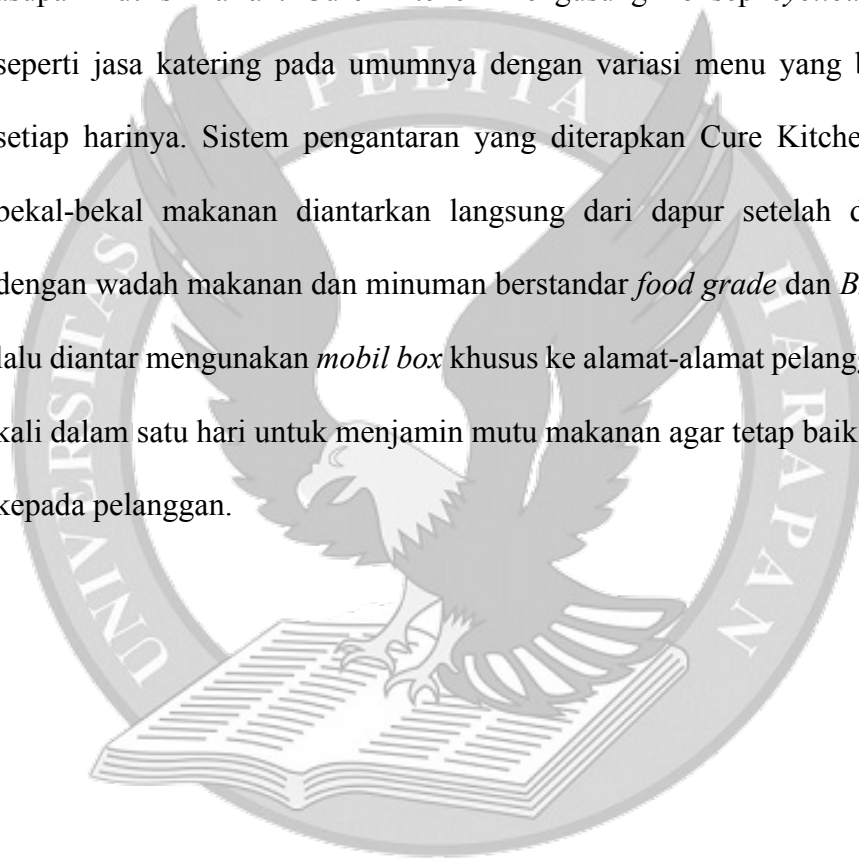 seperti jasa katering pada umumnya dengan variasi menu yang
setiap harinya. Sistem pengantaran yang diterapkan Cure
bekal-bekal makanan diantarkan langsung dari dapur setelah
dengan wadah makanan dan minuman berstandar food grade dan
lalu diantar mengunakan mobil box khusus ke alamat-alamat
kali dalam satu hari untuk menjamin mutu makanan agar tetap baik
kepada pelanggan.
UNIVERSITAS PELITA HARAPAN